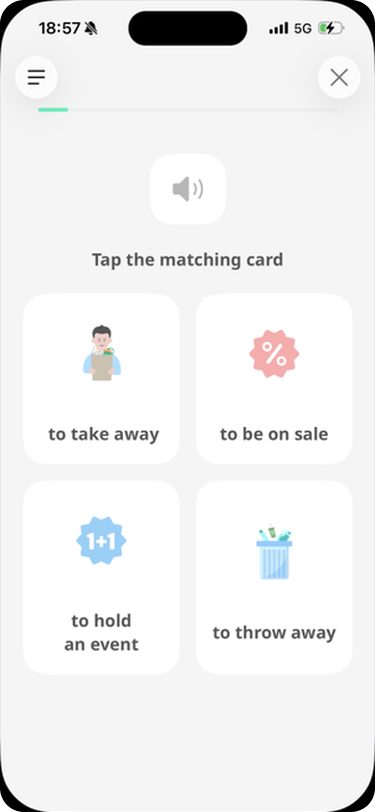 18:57
5G
Tap the matching card
%
to take away
to be on sale
1+1
to hold
an event
to throw away